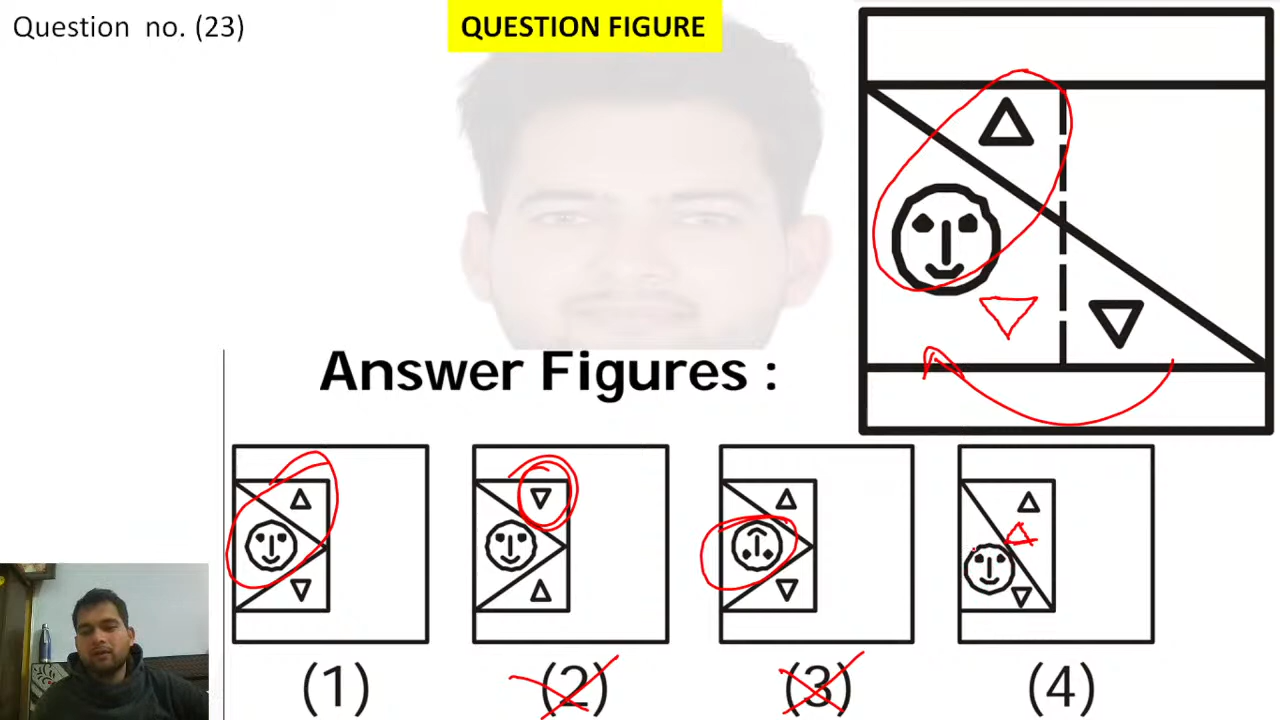 Question no. (23)
QUESTION FIGURE
Answer Figures :
(1) (2) (3) (4)